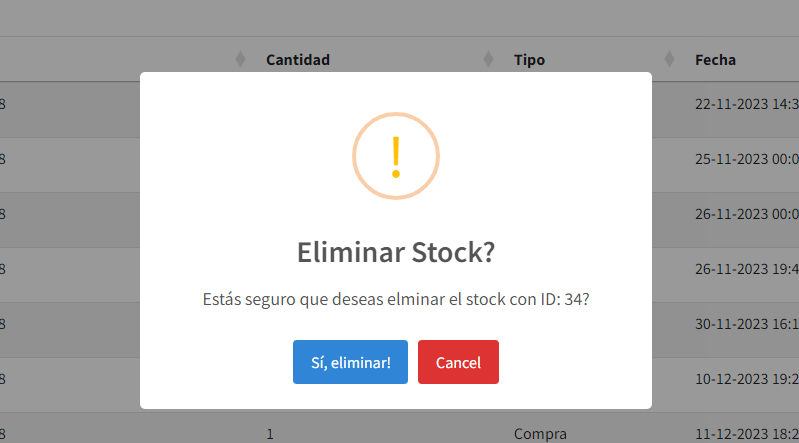 Cantidad Tipo Fecha
8 22-11-2023 14:3
8 25-11-2023 00:0
8 26-11-2023 00:0
8 26-11-2023 19:4
8 30-11-2023 16:1
8 10-12-2023 19:2
8 1 Compra 11-12-2023 18:2
!
Eliminar Stock?
Estás seguro que deseas elminar el stock con ID: 34?
Sí, eliminar! Cancel